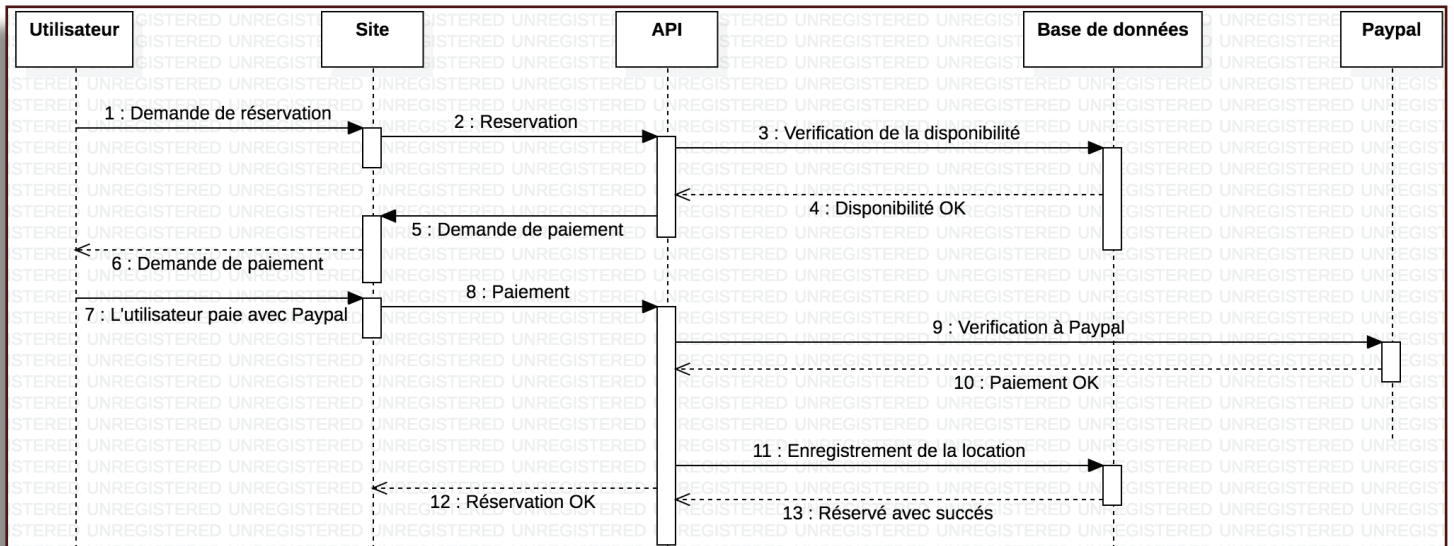 Utilisateur
Site
API
Base de données
Paypal
1 : Demande de réservation
2 : Reservation
3 : Verification de la disponibilité
4 : Disponibilité OK
5 : Demande de paiement
6 : Demande de paiement
7 : L'utilisateur paie avec Paypal
8 : Paiement
9 : Verification à Paypal
10 : Paiement OK
11 : Enregistrement de la location
12 : Réservation OK
13 : Réservé avec succés
UNREGISTERED